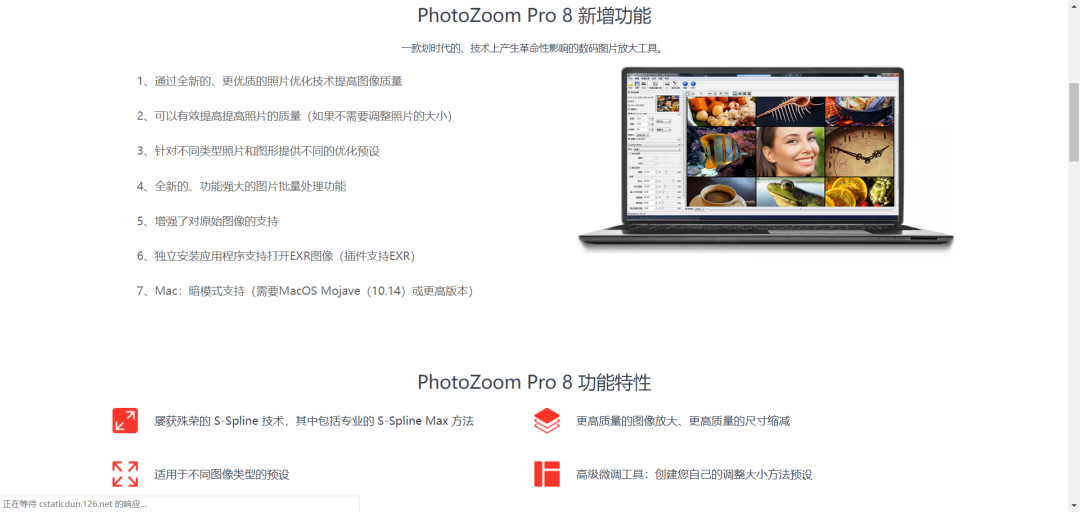 PhotoZoom Pro 8 新增功能
一款划时代的、技术上产生革命性影响的数码图片放大工具。
1、通过全新的、更优质的照片优化技术提高图像质量
2、可以有效提高提高照片的质量（如果不需要调整照片的大小）
3、针对不同类型照片和图形提供不同的优化预设
4、全新的、功能强大的图片批量处理功能
5、增强了对原始图像的支持
6、独立安装应用程序支持打开EXR图像（插件支持EXR）
7、Mac：暗模式支持（需要MacOS Mojave（10.14）或更高版本）
PhotoZoom Pro 8 功能特性
屡获殊荣的 S-Spline 技术，其中包括专业的 S-Spline Max 方法
更高质量的图像放大、更高质量的尺寸缩减
适用于不同图像类型的预设
高级微调工具：创建您自己的调整大小方法预设
正在等待 cstaticdun.126.net 的响应...